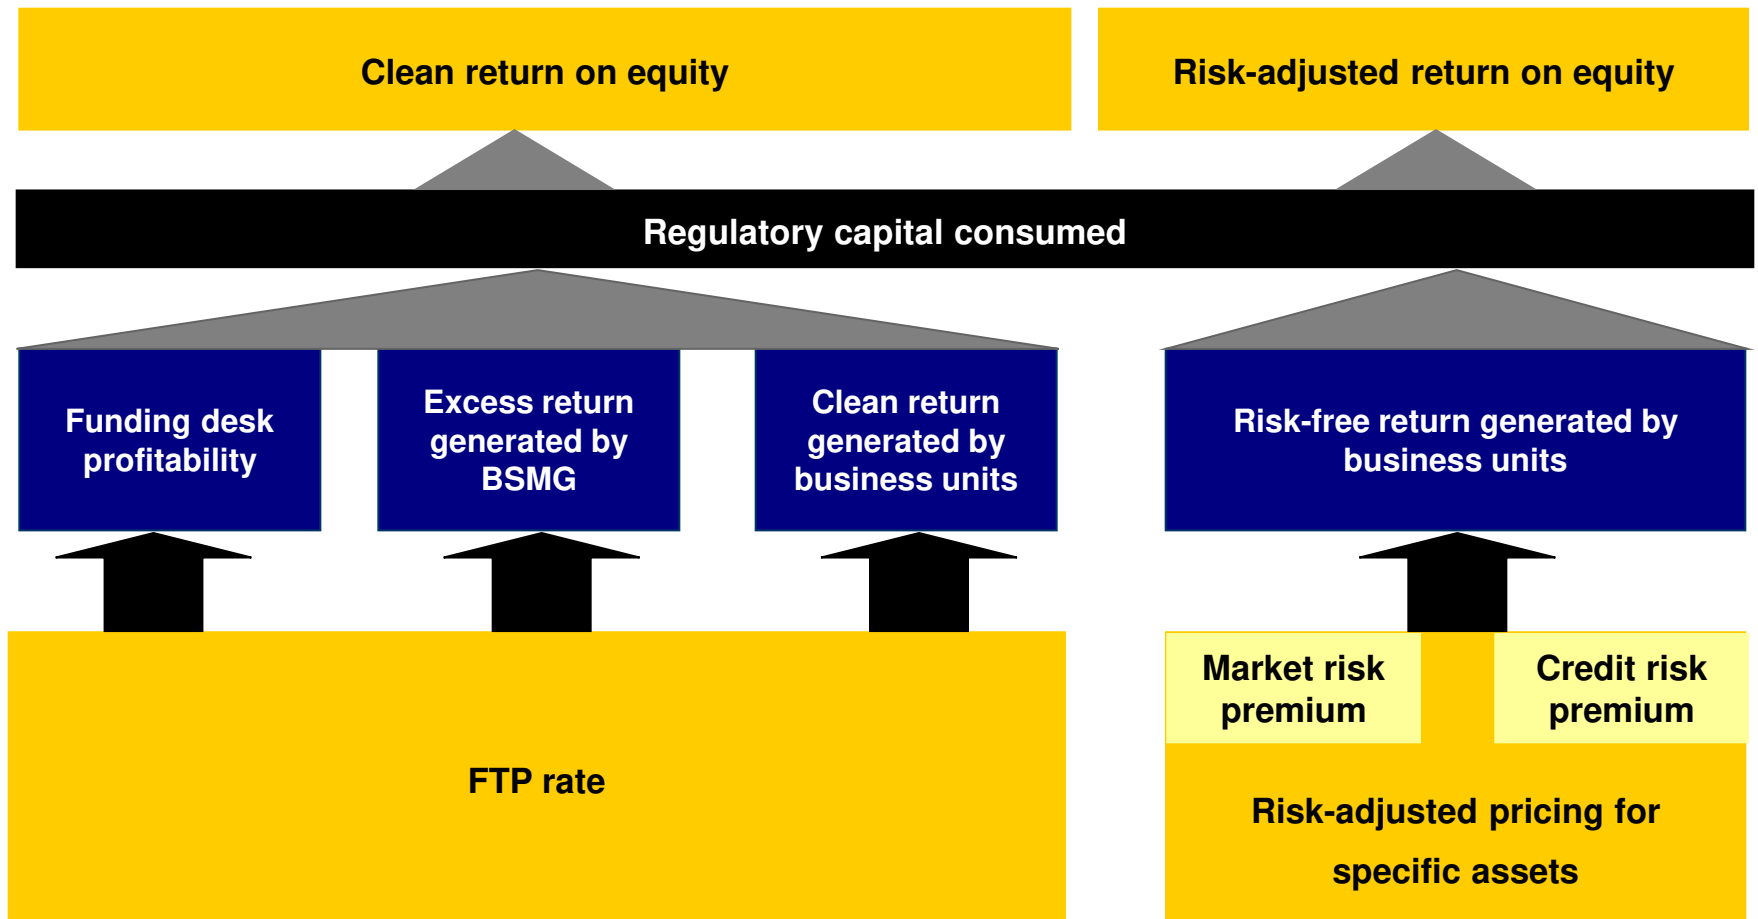 Clean return on equity
Risk-adjusted return on equity
Regulatory capital consumed
Funding desk
profitability
Excess return
generated by
BSMG
Clean return
generated by
business units
Risk-free return generated by
business units
FTP rate
Market risk
premium
Credit risk
premium
Risk-adjusted pricing for
specific assets